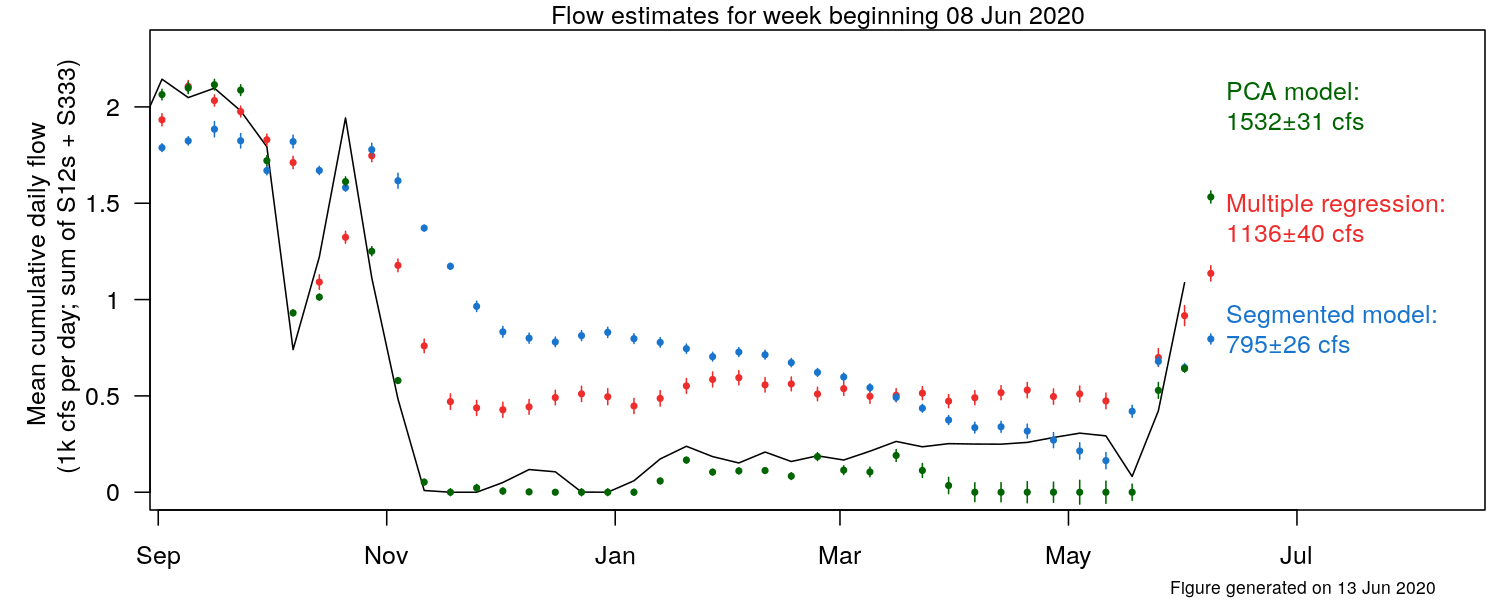 Flow estimates for week beginning 08 Jun 2020
Mean cumulative daily flow
(1k cfs per day; sum of S12s + S333)
2
1.5
1
0.5
0
PCA model:
1532±31 cfs
Multiple regression:
1136±40 cfs
Segmented model:
795±26 cfs
Sep Nov Jan Mar May Jul
Figure generated on 13 Jun 2020